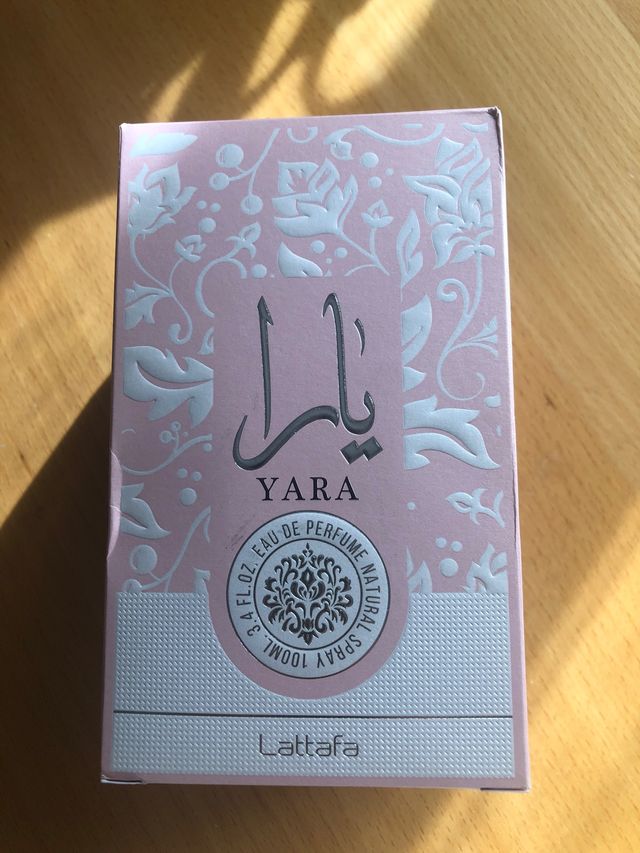 يارا
YARA
EAU DE PERFUME NATURAL SPRAY 100ML. 3.4 FL.OZ.
Lattafa